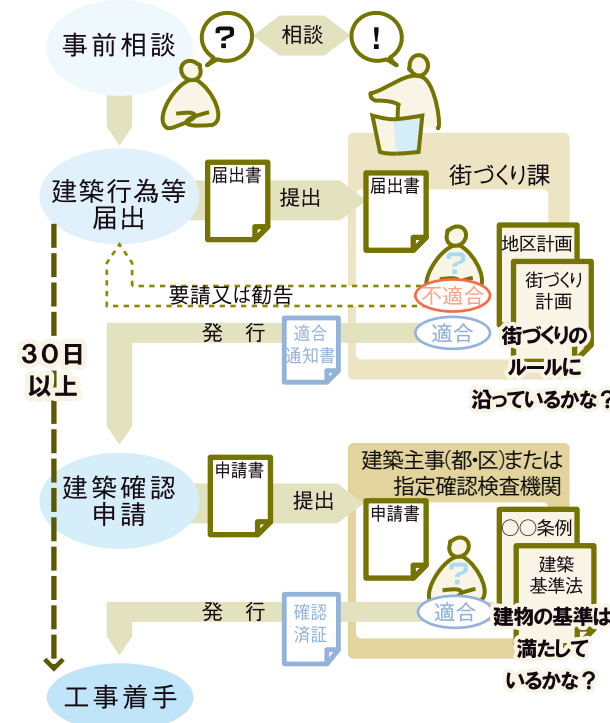 事前相談
?
相談
!
建築行為等
届出
届出書
提出
届出書
街づくり課
地区計画
街づくり
計画
?
不適合
要請又は勧告
適合
発 行
適合
通知書
街づくりの
ルールに
沿っているかな?
30日
以上
建築確認
申請
申請書
提出
建築主事(都・区)または
指定確認検査機関
申請書
〇〇条例
建築
基準法
?
適合
発 行
確認
済証
建物の基準は
満たして
いるかな?
工事着手